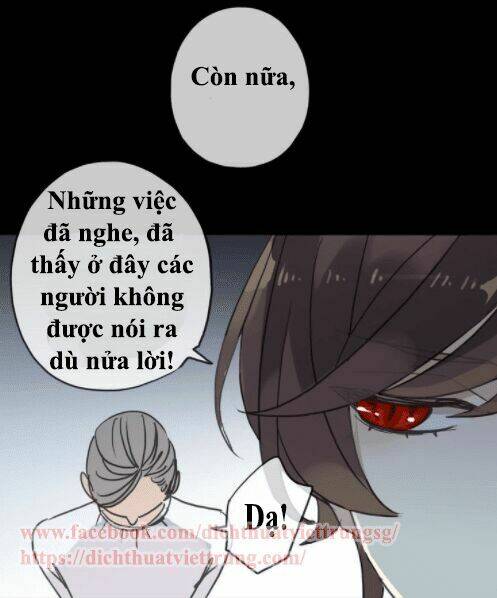 Còn nữa,
Những việc
đã nghe, đã
thấy ở đây các
người không
được nói ra
dù nửa lời!
Dạ!
www.facebook.com/dichthuatviettrungsg/
https://dichthuatviettrung.com/